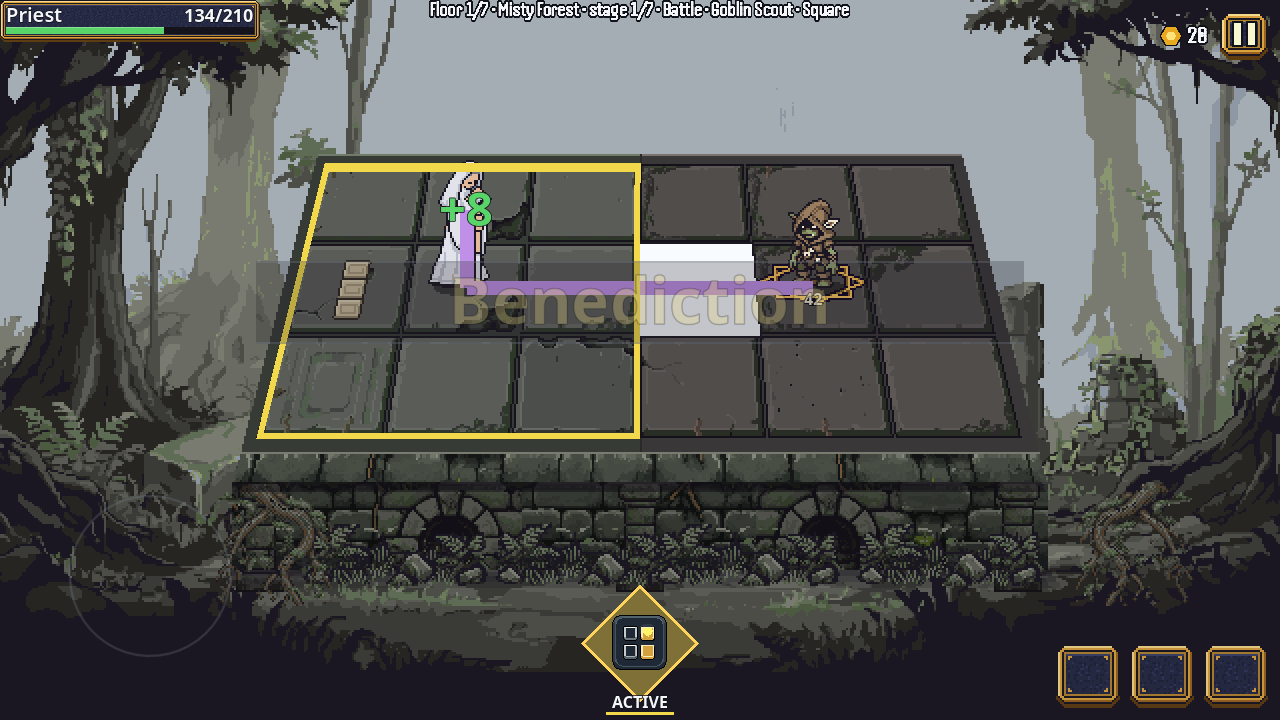 Floor 1/7 · Misty Forest · stage 1/7 · Battle · Goblin Scout · Square
Priest 134/210
28
+8
Benediction
42
ACTIVE